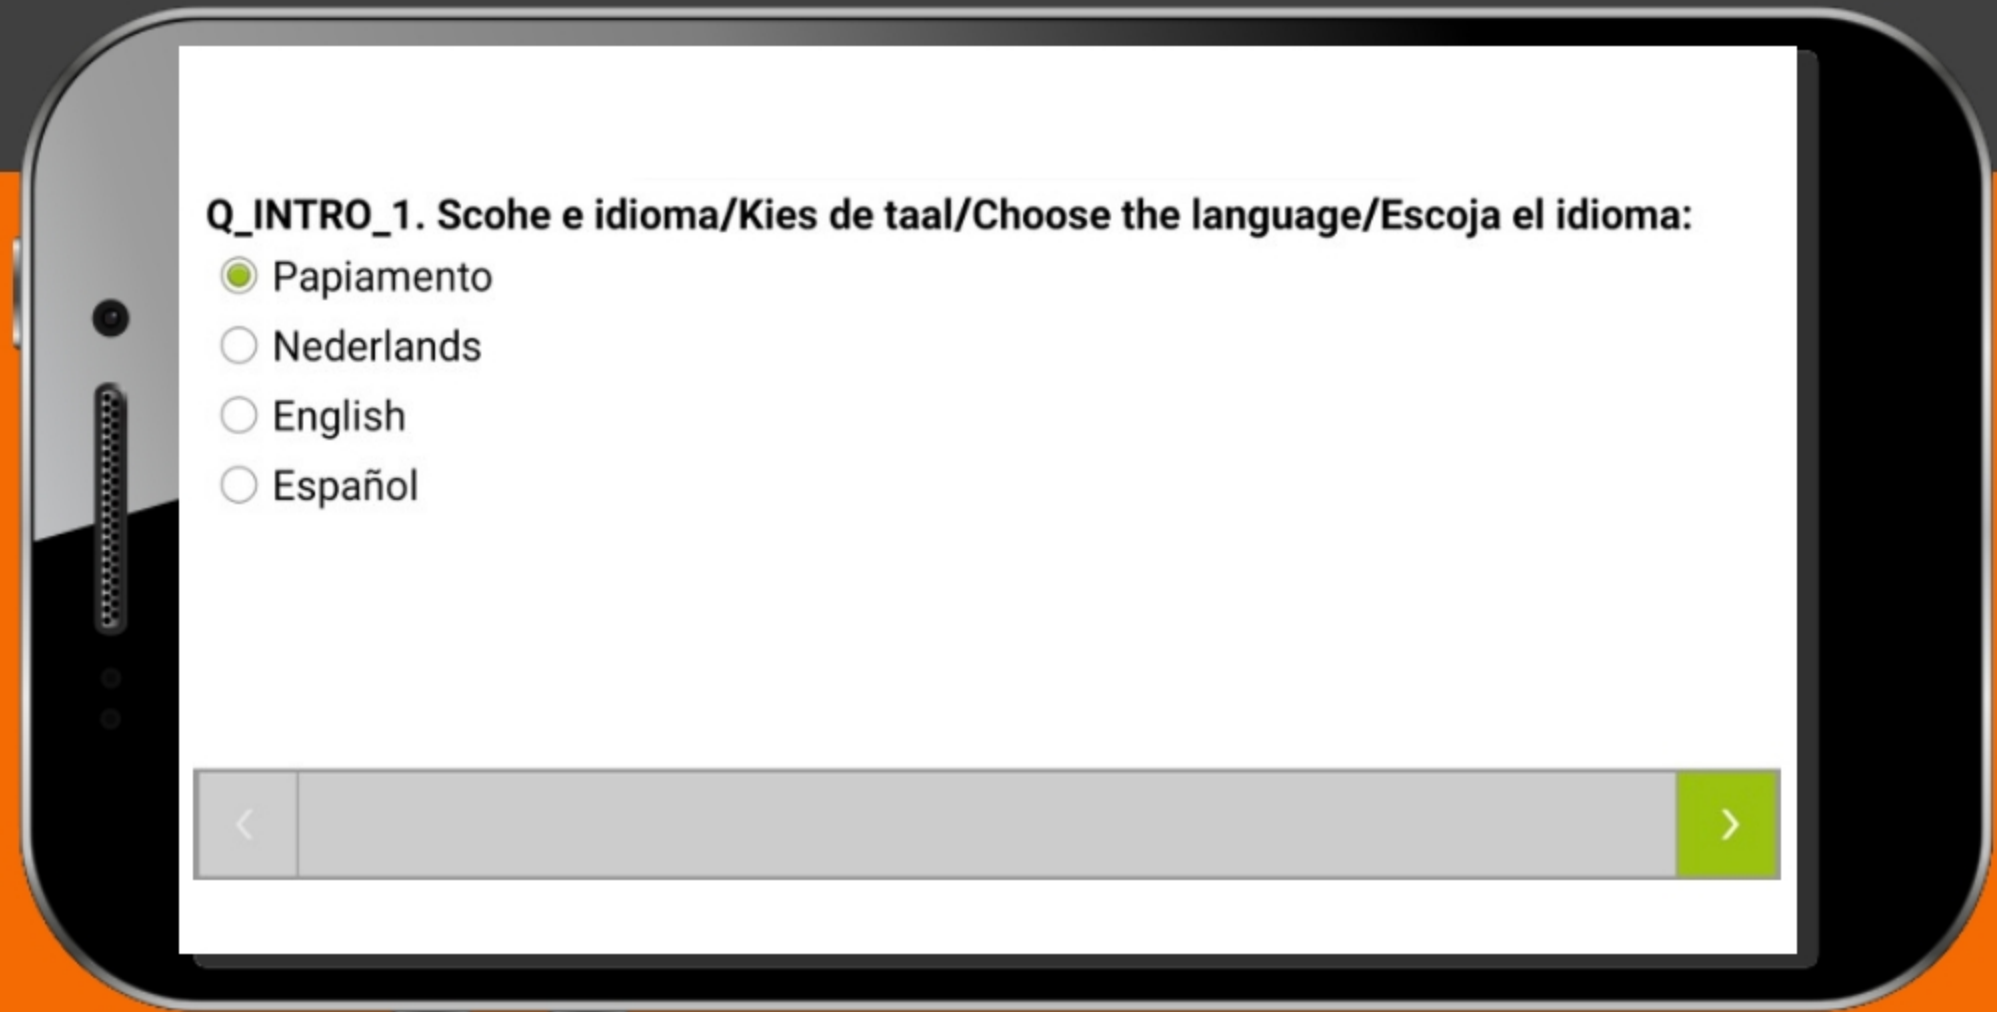 Q_INTRO_1. Scohe e idioma/Kies de taal/Choose the language/Escoja el idioma:
Papiamento
Nederlands
English
Español